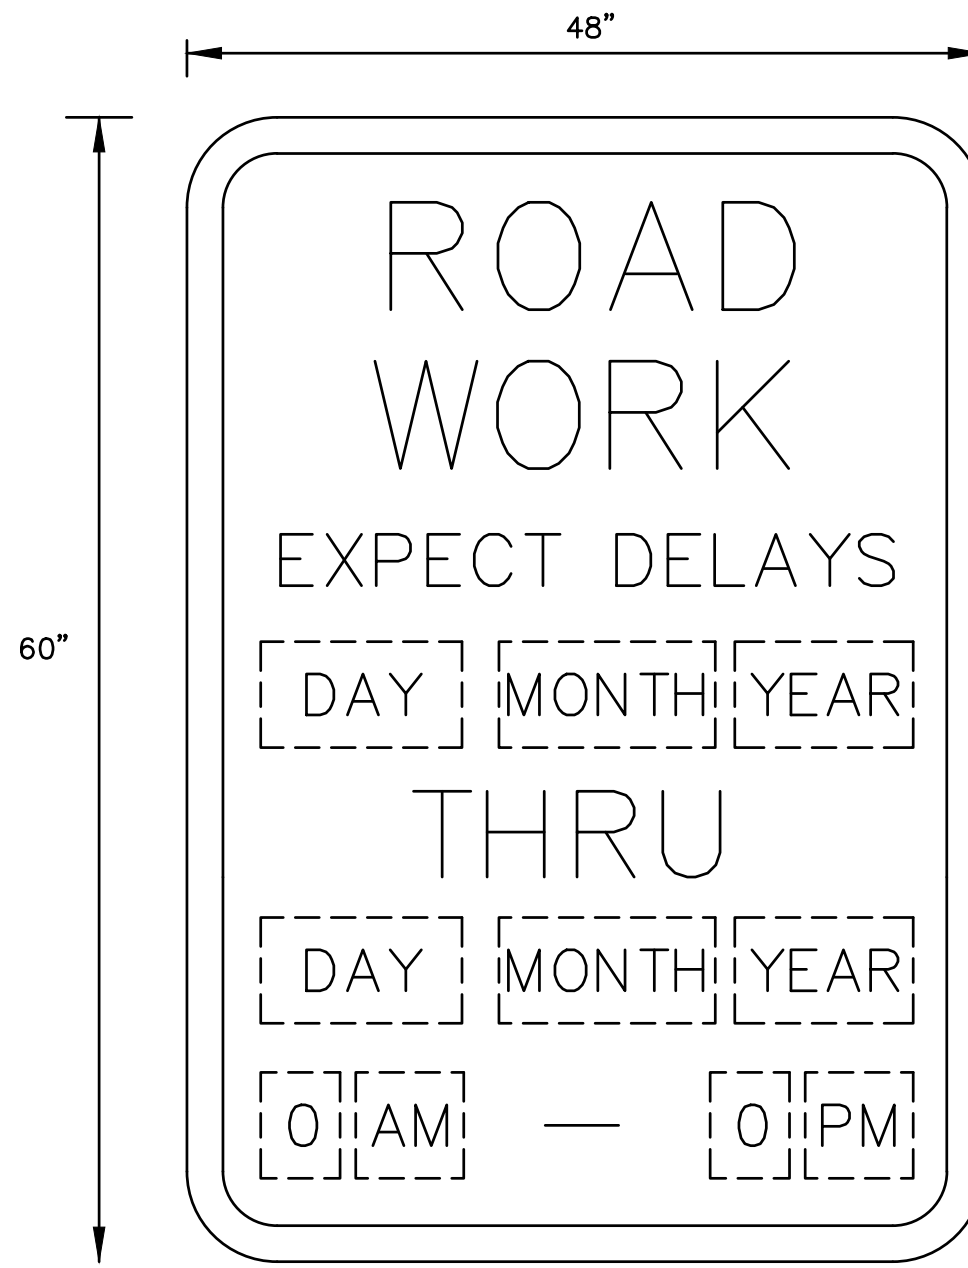 48”
ROAD
WORK
EXPECT DELAYS
60”
DAY MONTH YEAR
THRU
DAY MONTH YEAR
0 AM — 0 PM